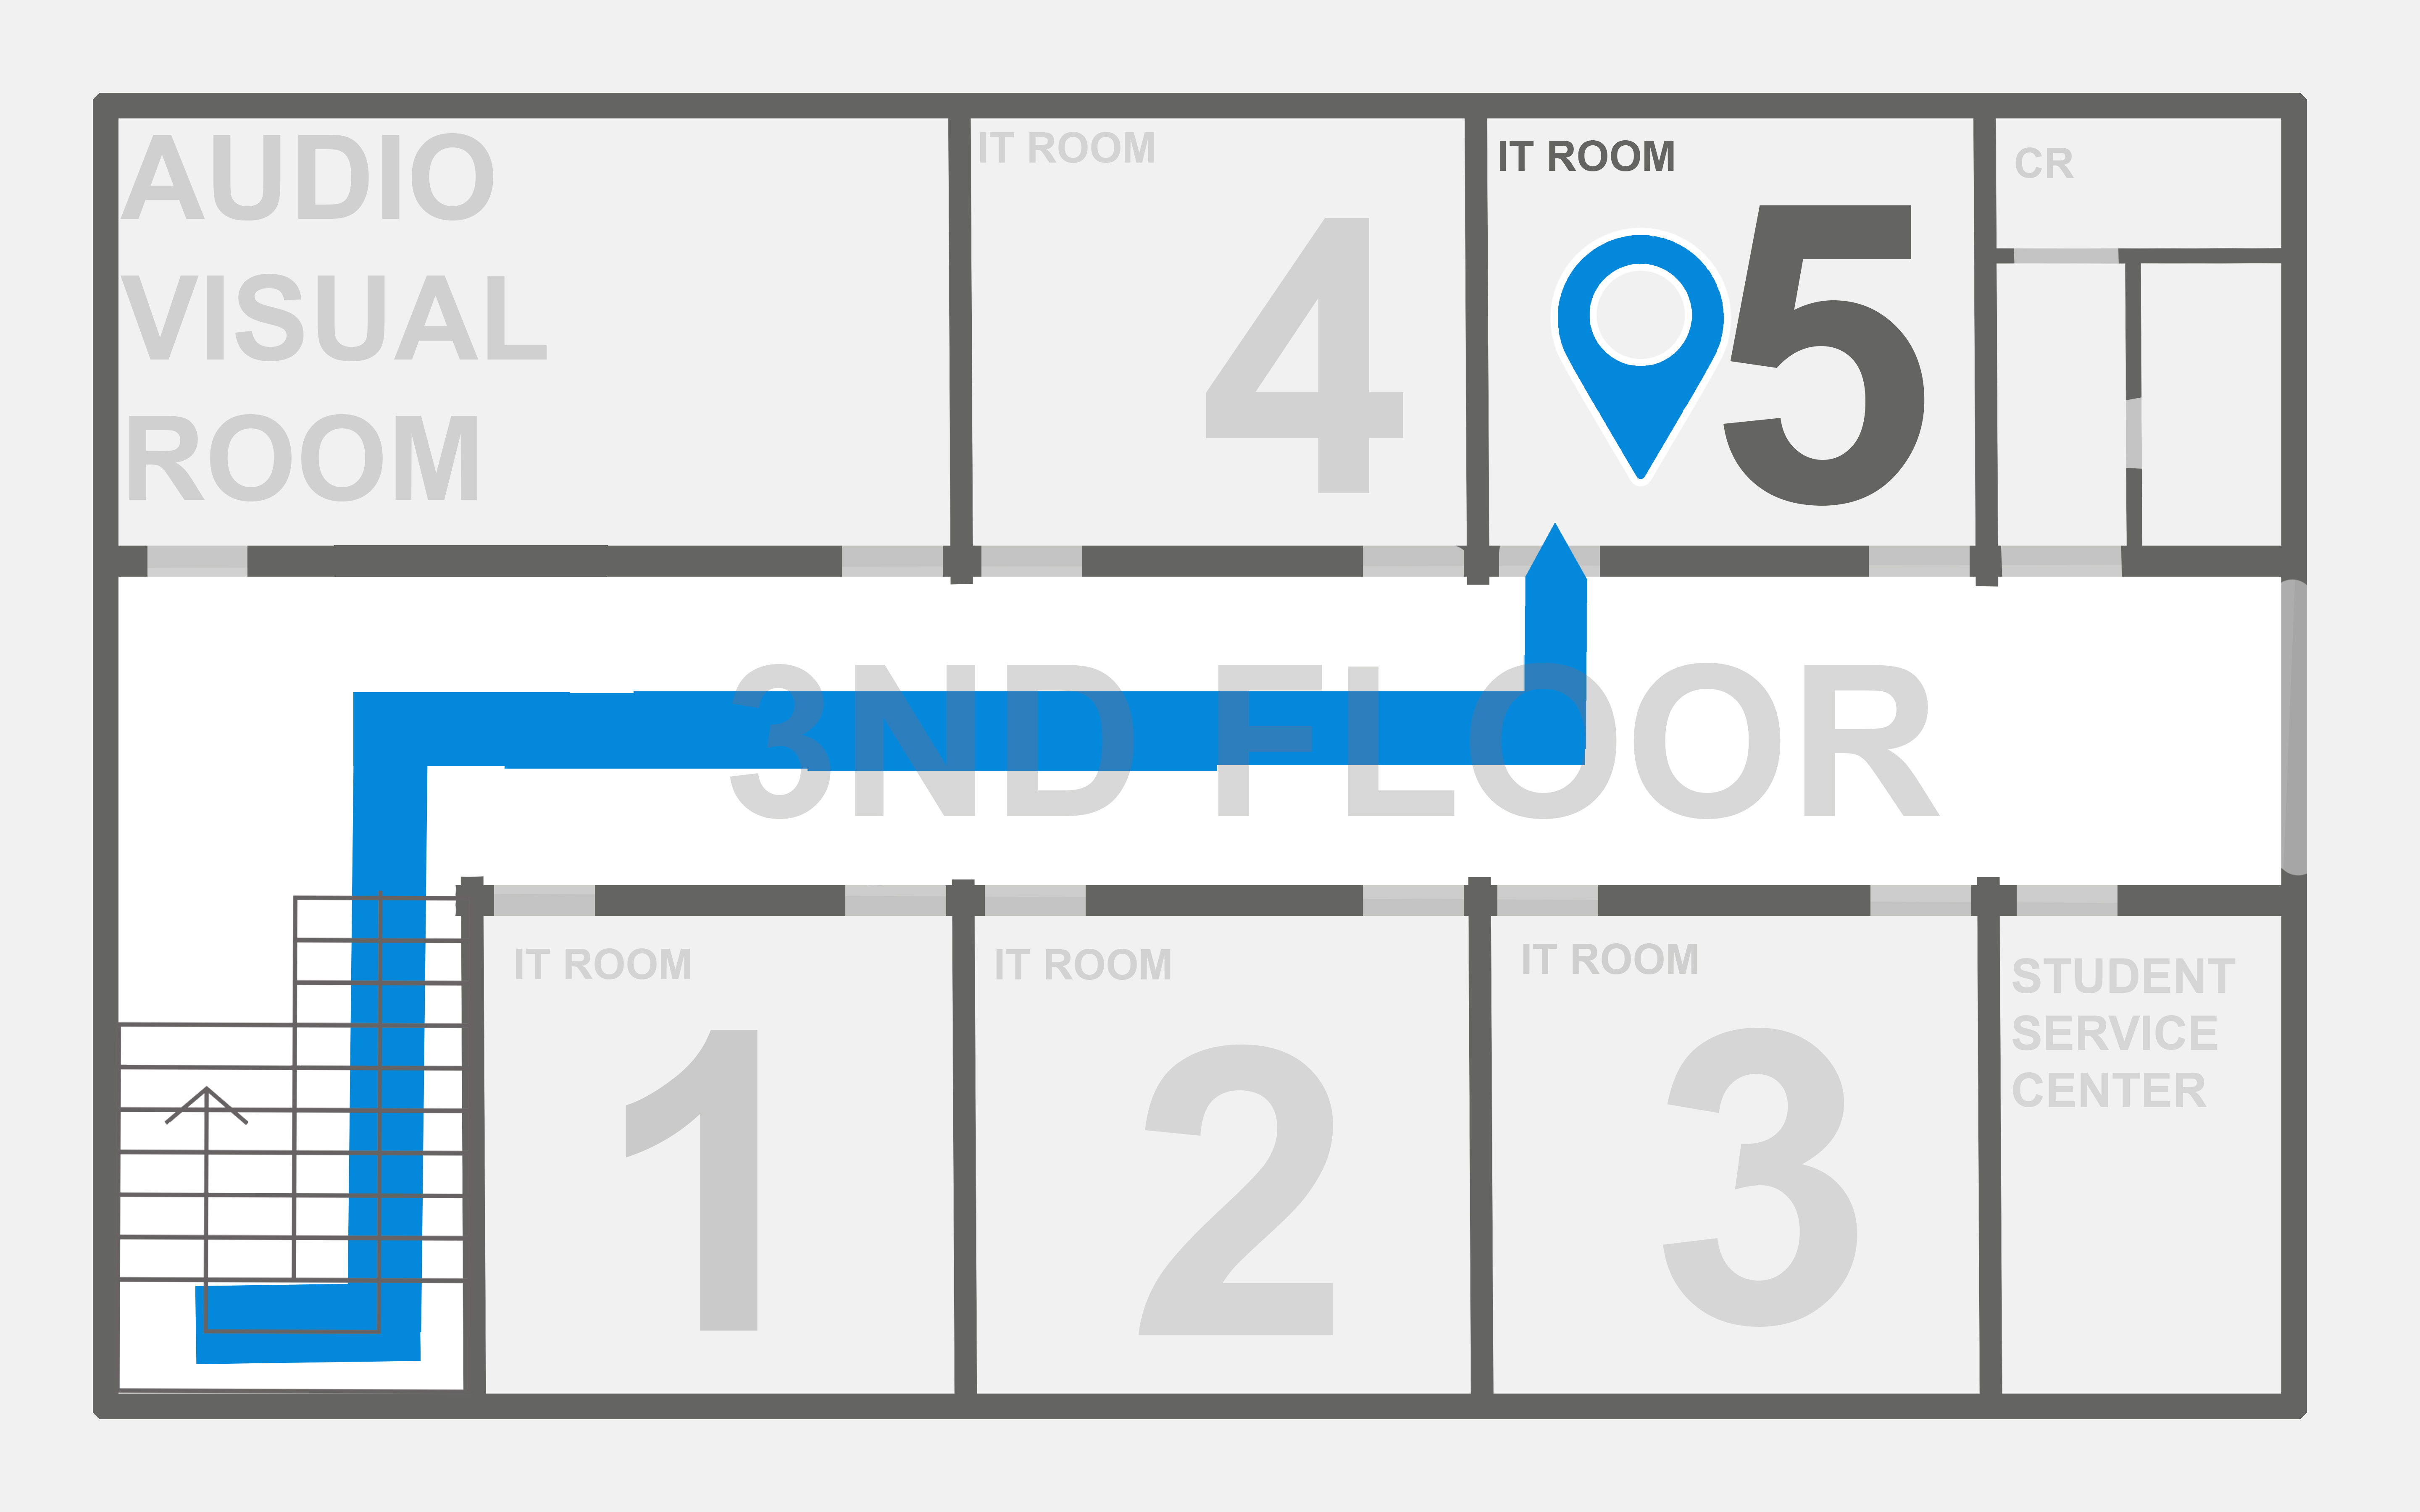 AUDIO
VISUAL
ROOM
IT ROOM
4
IT ROOM
5
CR
3ND FLOOR
IT ROOM
1
IT ROOM
2
IT ROOM
3
STUDENT
SERVICE
CENTER